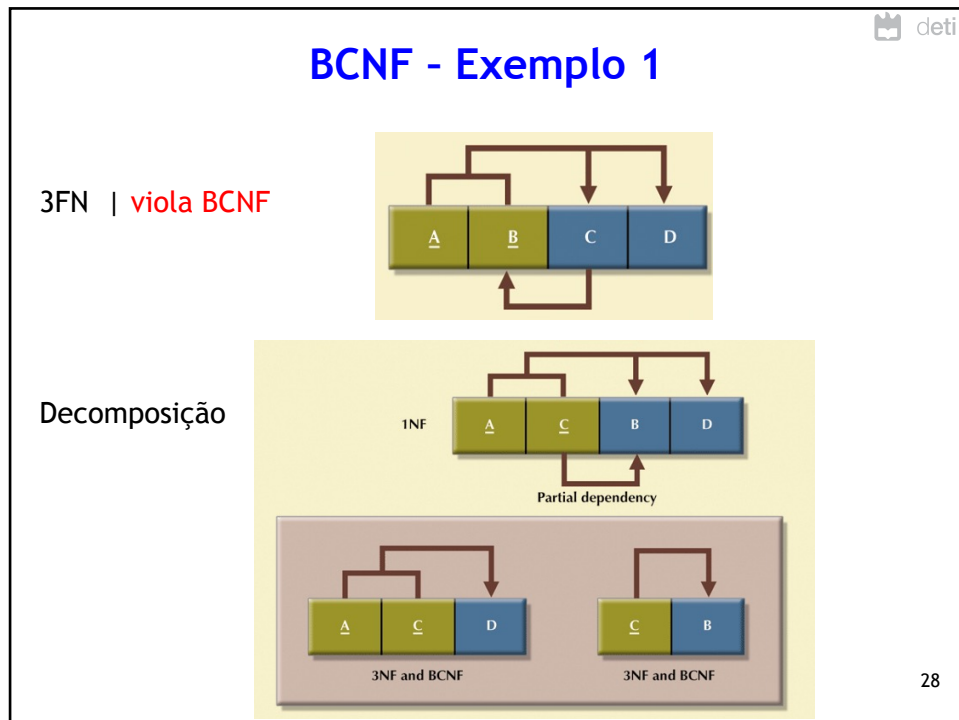 deti
BCNF – Exemplo 1
3FN | viola BCNF
A B C D
Decomposição
1NF A C B D
Partial dependency
A C D C B
3NF and BCNF 3NF and BCNF
28